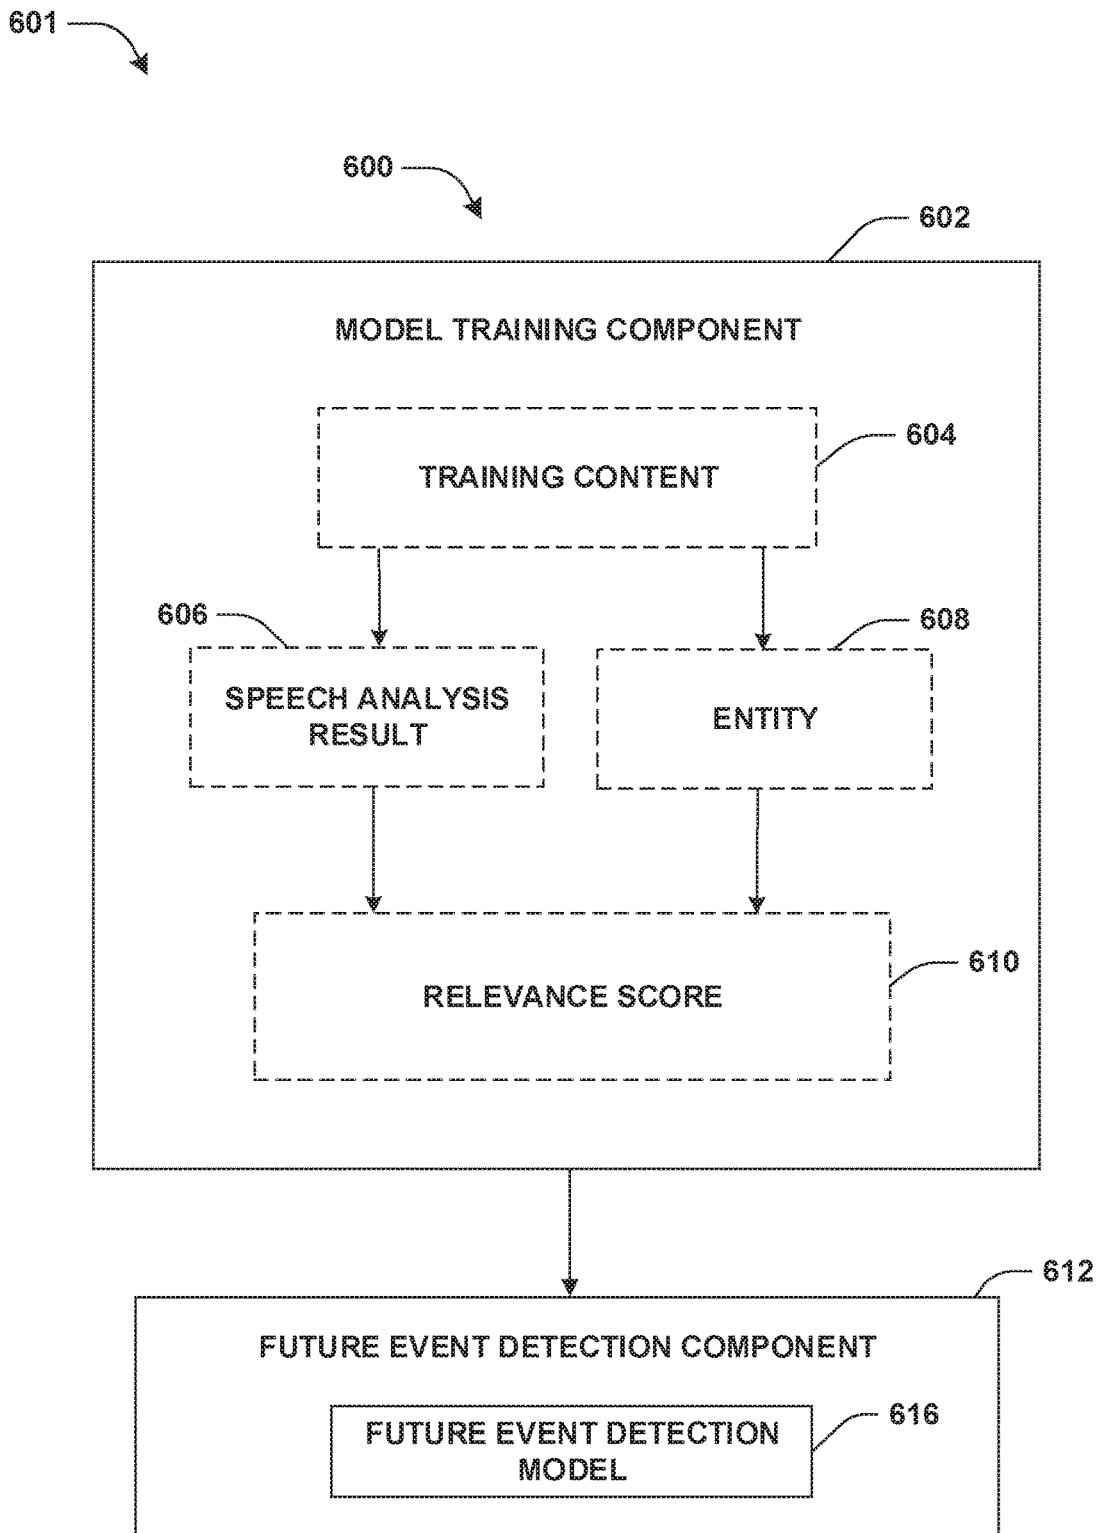 601
600
602
MODEL TRAINING COMPONENT
604
TRAINING CONTENT
606
608
SPEECH ANALYSIS
RESULT
ENTITY
610
RELEVANCE SCORE
612
FUTURE EVENT DETECTION COMPONENT
616
FUTURE EVENT DETECTION
MODEL